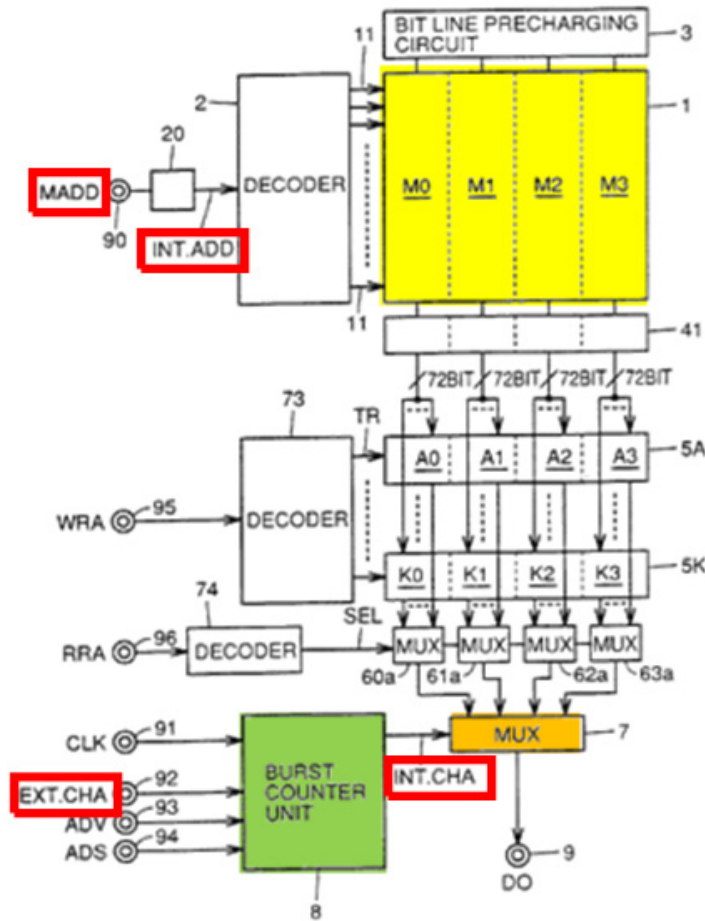 BIT LINE PRECHARGING
CIRCUIT
3
11
2
1
20
MADD
DECODER
M0 M1 M2 M3
90
INT.ADD
11
41
72BIT 72BIT 72BIT 72BIT
73
TR
A0 A1 A2 A3
5A
95
WRA
DECODER
K0 K1 K2 K3
5K
74
SEL
96
RRA
DECODER
MUX MUX MUX MUX
60a 61a 62a 63a
91
CLK
MUX
7
92
BURST
COUNTER
UNIT
INT.CHA
EXT.CHA
93
ADV
94
ADS
9
DO
8